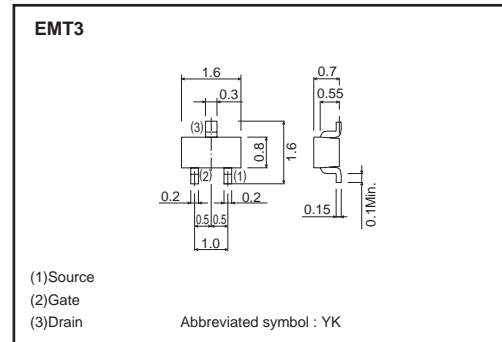 EMT3
1.6
0.3
(3)
0.8
1.6
(2)
(1)
0.2
0.2
0.5 0.5
1.0
0.7
0.55
0.15
0.1Min.
(1)Source
(2)Gate
(3)Drain
Abbreviated symbol : YK